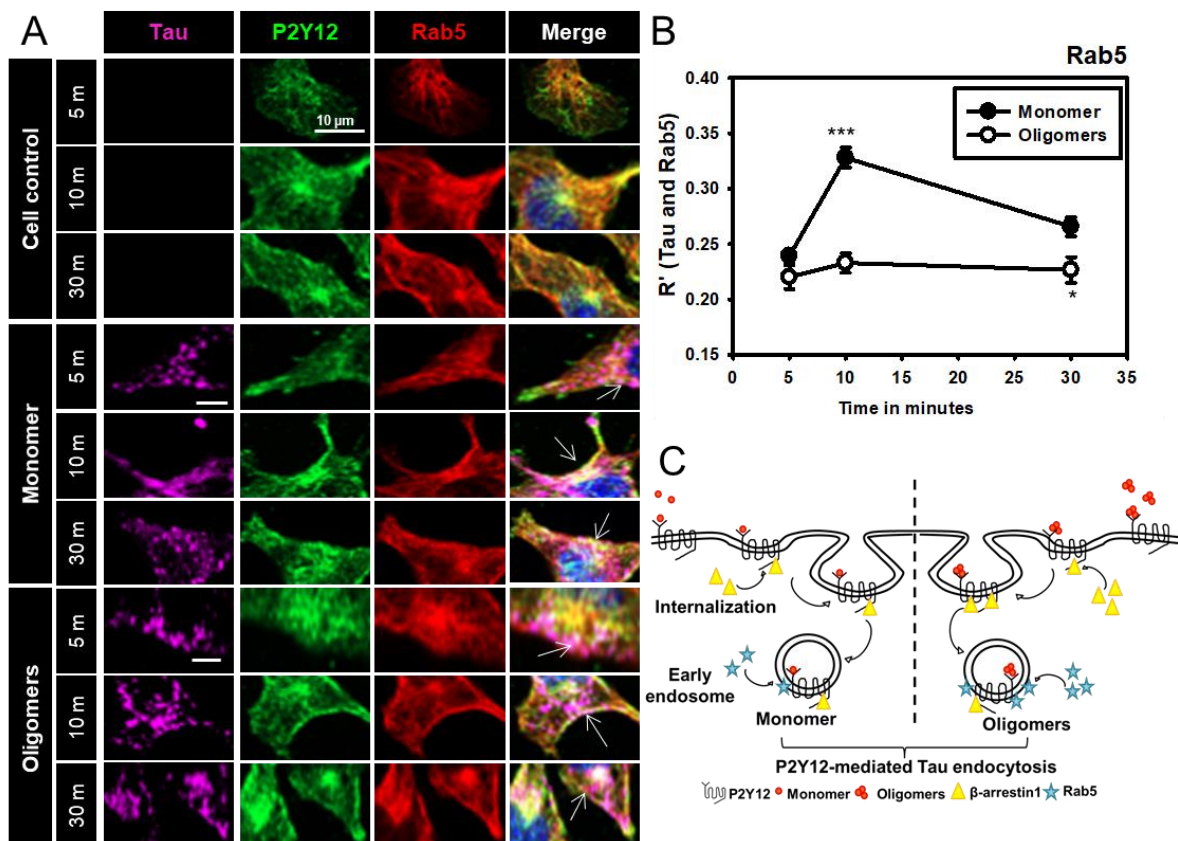 A
Tau
P2Y12
Rab5
Merge
Cell control
5 m
10 µm
10 m
30 m
Monomer
5 m
10 m
30 m
Oligomers
5 m
10 m
30 m
B
Rab5
0.40
0.35
0.30
0.25
0.20
0.15
R' (Tau and Rab5)
***
*
Monomer
Oligomers
0 5 10 15 20 25 30 35
Time in minutes
C
Internalization
Early
endosome
Monomer
Oligomers
P2Y12-mediated Tau endocytosis
P2Y12 Monomer Oligomers β-arrestin1 Rab5